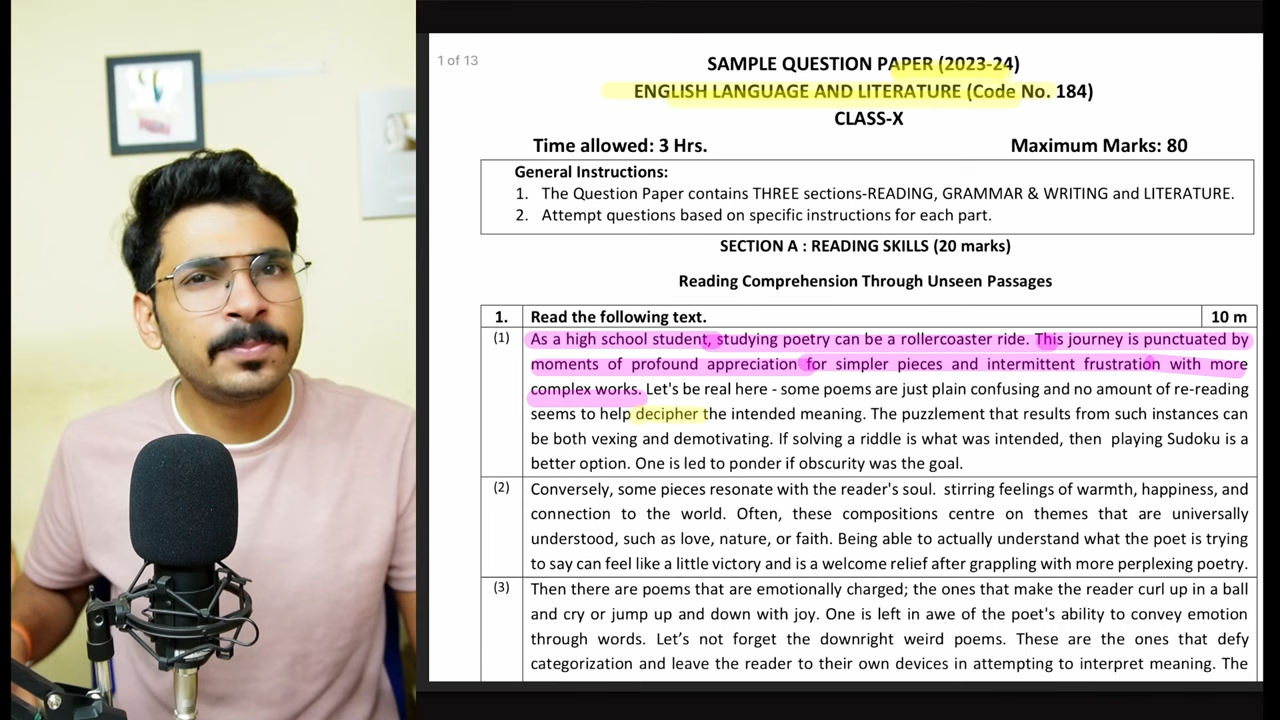 1 of 13
SAMPLE QUESTION PAPER (2023-24)
ENGLISH LANGUAGE AND LITERATURE (Code No. 184)
CLASS-X
Time allowed: 3 Hrs. Maximum Marks: 80
General Instructions:
1. The Question Paper contains THREE sections-READING, GRAMMAR & WRITING and LITERATURE.
2. Attempt questions based on specific instructions for each part.
SECTION A : READING SKILLS (20 marks)
Reading Comprehension Through Unseen Passages
1. Read the following text. 10 m
(1) As a high school student, studying poetry can be a rollercoaster ride. This journey is punctuated by
moments of profound appreciation for simpler pieces and intermittent frustration with more
complex works. Let's be real here - some poems are just plain confusing and no amount of re-reading
seems to help decipher the intended meaning. The puzzlement that results from such instances can
be both vexing and demotivating. If solving a riddle is what was intended, then playing Sudoku is a
better option. One is led to ponder if obscurity was the goal.
(2) Conversely, some pieces resonate with the reader's soul. stirring feelings of warmth, happiness, and
connection to the world. Often, these compositions centre on themes that are universally
understood, such as love, nature, or faith. Being able to actually understand what the poet is trying
to say can feel like a little victory and is a welcome relief after grappling with more perplexing poetry.
(3) Then there are poems that are emotionally charged; the ones that make the reader curl up in a ball
and cry or jump up and down with joy. One is left in awe of the poet's ability to convey emotion
through words. Let’s not forget the downright weird poems. These are the ones that defy
categorization and leave the reader to their own devices in attempting to interpret meaning. The